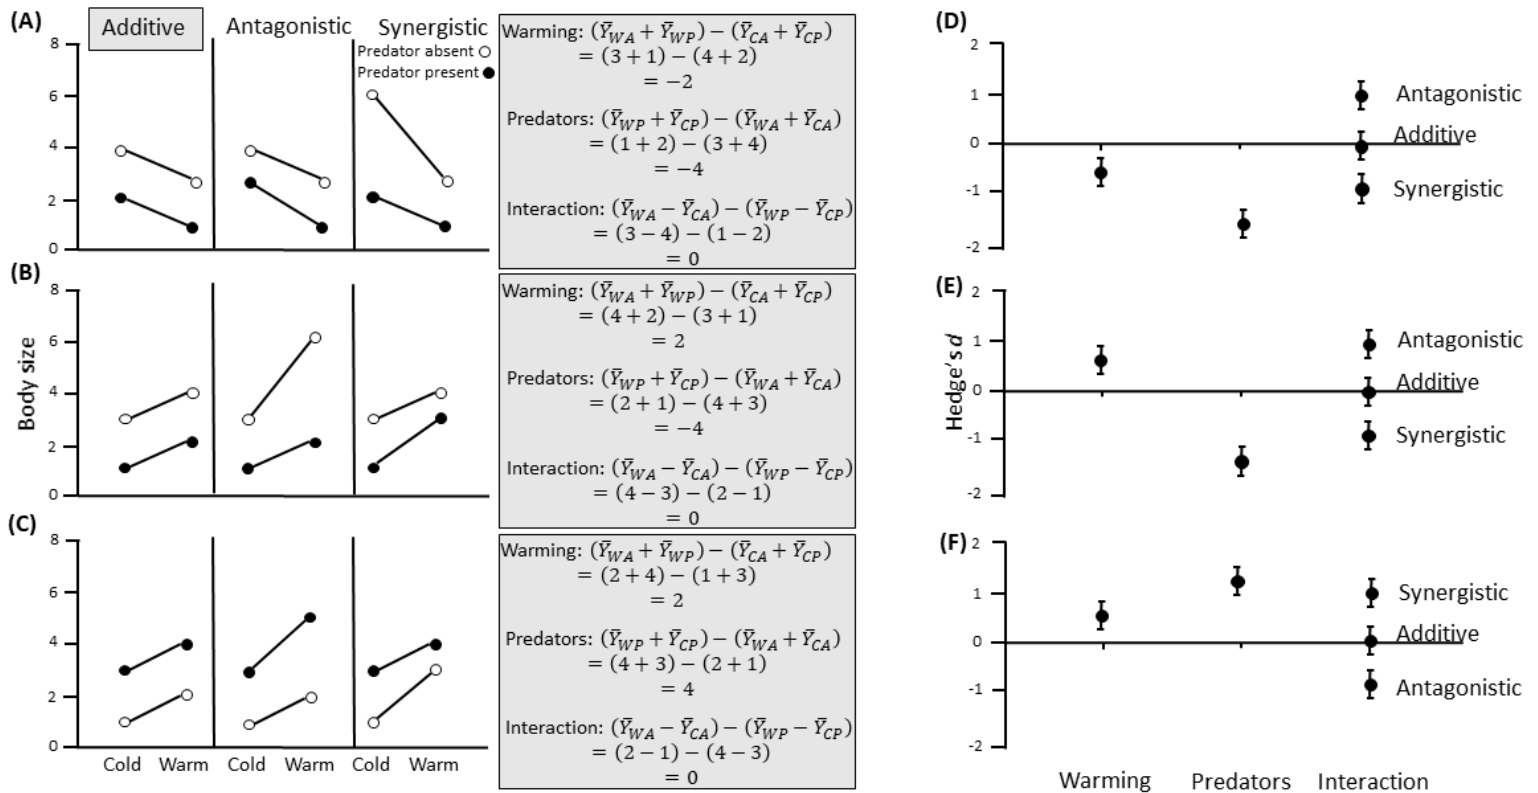 (A)
Additive
Antagonistic
Synergistic
Predator absent
Predator present
8
6
4
2
0
Warming: (Ȳ_WA + Ȳ_WP) − (Ȳ_CA + Ȳ_CP)
= (3 + 1) − (4 + 2)
= −2
Predators: (Ȳ_WP + Ȳ_CP) − (Ȳ_WA + Ȳ_CA)
= (1 + 2) − (3 + 4)
= −4
Interaction: (Ȳ_WA − Ȳ_CA) − (Ȳ_WP − Ȳ_CP)
= (3 − 4) − (1 − 2)
= 0
(B)
8
6
4
2
0
Body size
Warming: (Ȳ_WA + Ȳ_WP) − (Ȳ_CA + Ȳ_CP)
= (4 + 2) − (3 + 1)
= 2
Predators: (Ȳ_WP + Ȳ_CP) − (Ȳ_WA + Ȳ_CA)
= (2 + 1) − (4 + 3)
= −4
Interaction: (Ȳ_WA − Ȳ_CA) − (Ȳ_WP − Ȳ_CP)
= (4 − 3) − (2 − 1)
= 0
(C)
8
6
4
2
0
Cold Warm Cold Warm Cold Warm
Warming: (Ȳ_WA + Ȳ_WP) − (Ȳ_CA + Ȳ_CP)
= (2 + 4) − (1 + 3)
= 2
Predators: (Ȳ_WP + Ȳ_CP) − (Ȳ_WA + Ȳ_CA)
= (4 + 3) − (2 + 1)
= 4
Interaction: (Ȳ_WA − Ȳ_CA) − (Ȳ_WP − Ȳ_CP)
= (2 − 1) − (4 − 3)
= 0
(D)
2
1
0
-1
-2
Antagonistic
Additive
Synergistic
(E)
2
1
0
-1
-2
Hedge's d
Antagonistic
Additive
Synergistic
(F)
2
1
0
-1
-2
Synergistic
Additive
Antagonistic
Warming Predators Interaction